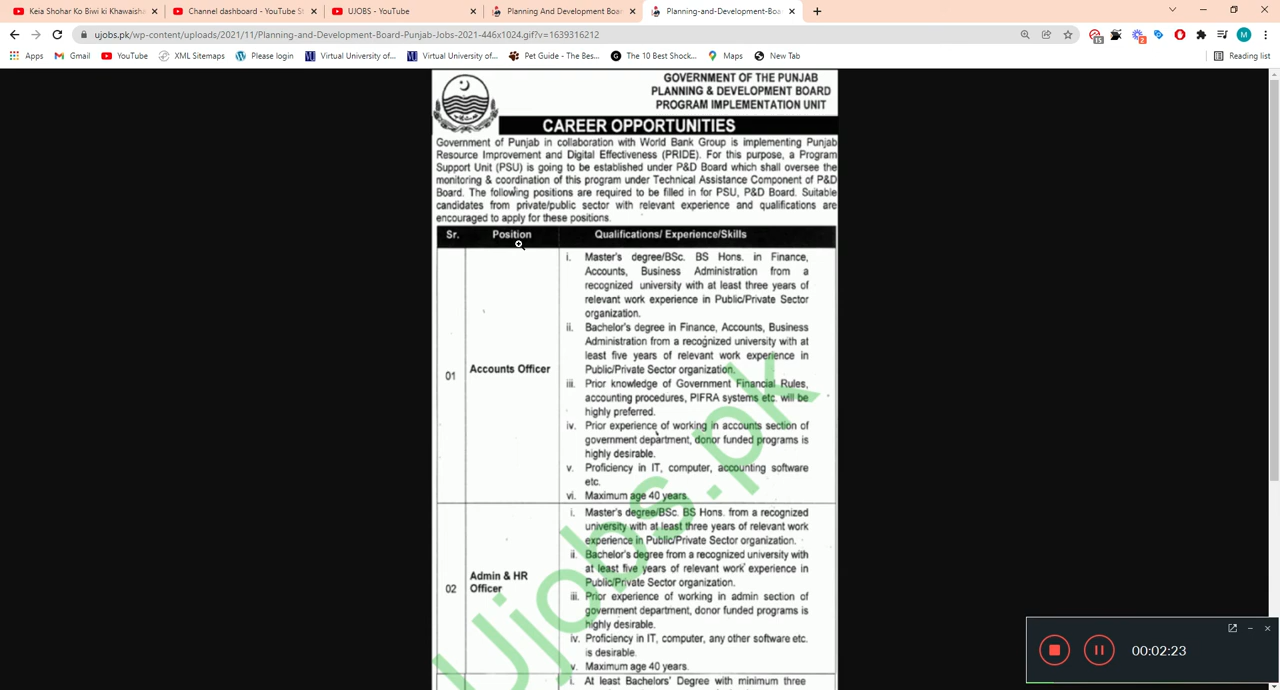 Keia Shohar Ko Biwi ki Khawaishа
Channel dashboard - YouTube St
UJOBS - YouTube
Planning And Development Boar
Planning-and-Development-Boa
ujobs.pk/wp-content/uploads/2021/11/Planning-and-Development-Board-Punjab-Jobs-2021-446x1024.gif?v=1639316212
15
2
M
Apps
Gmail
YouTube
XML Sitemaps
Please login
Virtual University of...
Virtual University of...
Pet Guide - The Bes...
The 10 Best Shock...
Maps
New Tab
Reading list
GOVERNMENT OF THE PUNJAB
PLANNING & DEVELOPMENT BOARD
PROGRAM IMPLEMENTATION UNIT
CAREER OPPORTUNITIES
Government of Punjab in collaboration with World Bank Group is implementing Punjab
Resource Improvement and Digital Effectiveness (PRIDE). For this purpose, a Program
Support Unit (PSU) is going to be established under P&D Board which shall oversee the
monitoring & coordination of this program under Technical Assistance Component of P&D
Board. The following positions are required to be filled in for PSU, P&D Board. Suitable
candidates from private/public sector with relevant experience and qualifications are
encouraged to apply for these positions.
Sr. Position Qualifications/ Experience/Skills
01
Accounts Officer
i. Master's degree/BSc. BS Hons. in Finance,
Accounts, Business Administration from a
recognized university with at least three years of
relevant work experience in Public/Private Sector
organization.
ii. Bachelor's degree in Finance, Accounts, Business
Administration from a recognized university with at
least five years of relevant work experience in
Public/Private Sector organization.
iii. Prior knowledge of Government Financial Rules,
accounting procedures, PIFRA systems etc. will be
highly preferred.
iv. Prior experience of working in accounts section of
government department, donor funded programs is
highly desirable.
v. Proficiency in IT, computer, accounting software
etc.
vi. Maximum age 40 years.
02
Admin & HR
Officer
i. Master's degree/BSc. BS Hons. from a recognized
university with at least three years of relevant work
experience in Public/Private Sector organization.
ii. Bachelor's degree from a recognized university with
at least five years of relevant work experience in
Public/Private Sector organization.
iii. Prior experience of working in admin section of
government department, donor funded programs is
highly desirable.
iv. Proficiency in IT, computer, any other software etc.
is desirable.
v. Maximum age 40 years.
i. At least Bachelors' Degree with minimum three
Ujobs.pk
00:02:23